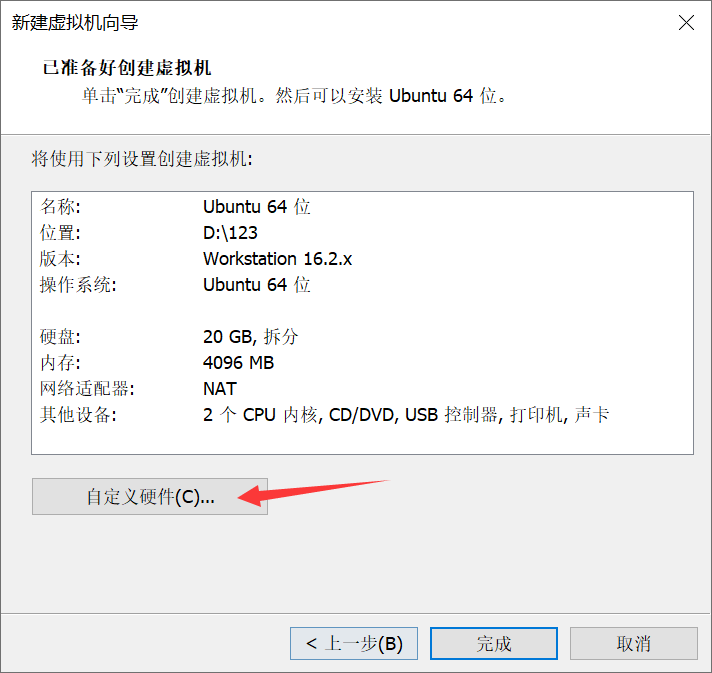 新建虚拟机向导
已准备好创建虚拟机
单击“完成”创建虚拟机。然后可以安装 Ubuntu 64 位。
将使用下列设置创建虚拟机:
名称: Ubuntu 64 位
位置: D:\123
版本: Workstation 16.2.x
操作系统: Ubuntu 64 位
硬盘: 20 GB, 拆分
内存: 4096 MB
网络适配器: NAT
其他设备: 2 个 CPU 内核, CD/DVD, USB 控制器, 打印机, 声卡
自定义硬件(C)...
< 上一步(B) 完成 取消